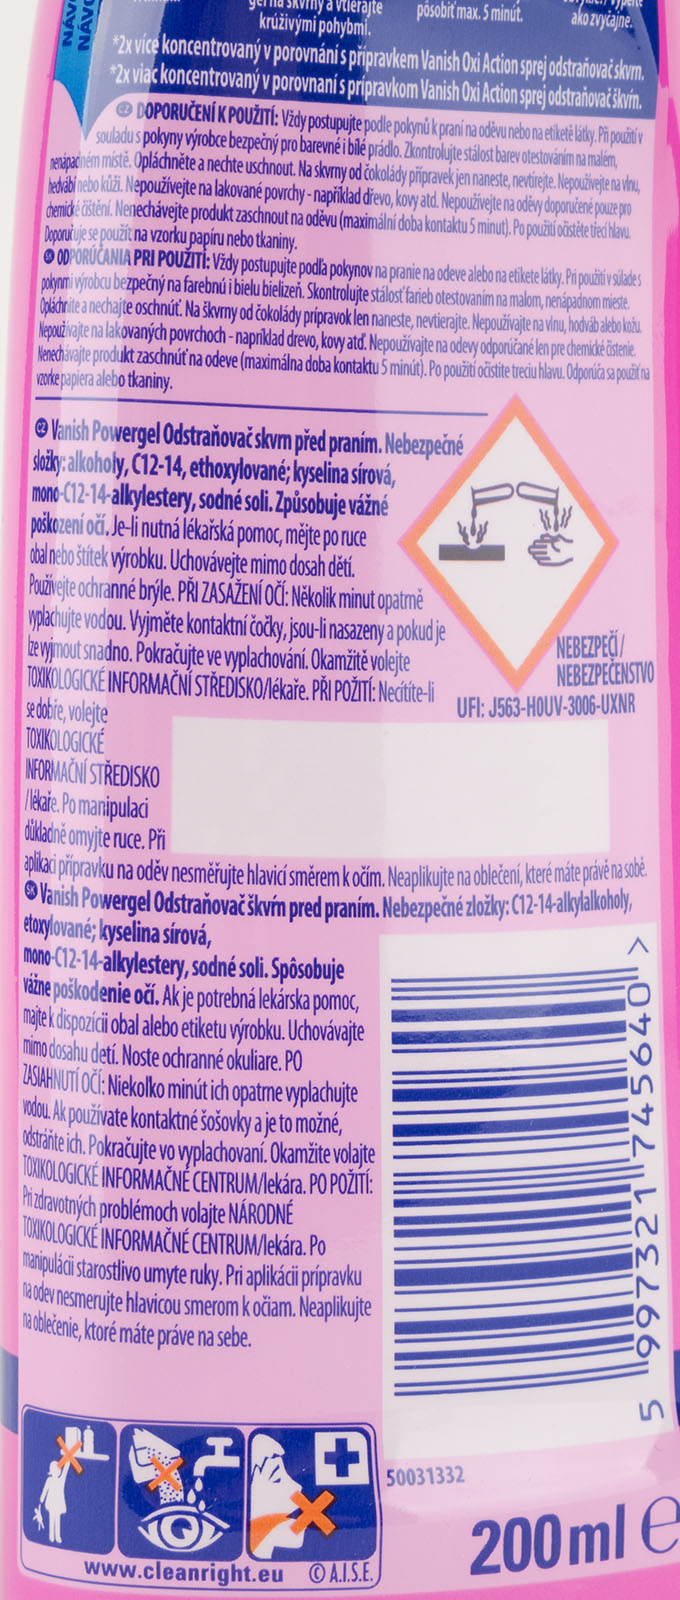 NÁVO
NÁVO
gel na skvrny a vtierajte
krúživými pohybmi.
pôsobiť max. 5 minút.
ako zvyčajne.
*2x více koncentrovaný v porovnání s přípravkem Vanish Oxi Action sprej odstraňovač skvrn.
*2x viac koncentrovaný v porovnaní s prípravkom Vanish Oxi Action sprej odstraňovač škvŕn.
CZ DOPORUČENÍ K POUŽITÍ: Vždy postupujte podle pokynů k praní na oděvu nebo na etiketě látky. Při použití v
souladu s pokyny výrobce bezpečný pro barevné i bílé prádlo. Zkontrolujte stálost barev otestováním na malém,
nenápadném místě. Opláchněte a nechte uschnout. Na skvrny od čokolády přípravek jen naneste, nevtírejte. Nepoužívejte na vlnu,
hedvábí nebo kůži. Nepoužívejte na lakované povrchy - například dřevo, kovy atd. Nepoužívejte na oděvy doporučené pouze pro
chemické čištění. Nenechávejte produkt zaschnout na oděvu (maximální doba kontaktu 5 minut). Po použití očistěte třecí hlavu.
Doporučuje se použít na vzorku papíru nebo tkaniny.
SK ODPORÚČANIA PRI POUŽITÍ: Vždy postupujte podľa pokynov na pranie na odeve alebo na etikete látky. Pri použití v súlade s
pokynmi výrobcu bezpečný na farebnú i bielu bielizeň. Skontrolujte stálosť farieb otestovaním na malom, nenápadnom mieste.
Opláchnite a nechajte oschnúť. Na škvrny od čokolády prípravok len naneste, nevtierajte. Nepoužívajte na vlnu, hodváb alebo kožu.
Nepoužívajte na lakovaných povrchoch - napríklad drevo, kovy atď. Nepoužívajte na odevy odporúčané len pre chemické čistenie.
Nenechávajte produkt zaschnúť na odeve (maximálna doba kontaktu 5 minút). Po použití očistite treciu hlavu. Odporúča sa použiť na
vzorke papiera alebo tkaniny.
CZ Vanish Powergel Odstraňovač skvrn před praním. Nebezpečné
složky: alkoholy, C12-14, ethoxylované; kyselina sírová,
mono-C12-14-alkylestery, sodné soli. Způsobuje vážné
poškození očí. Je-li nutná lékařská pomoc, mějte po ruce
obal nebo štítek výrobku. Uchovávejte mimo dosah dětí.
Používejte ochranné brýle. PŘI ZASAŽENÍ OČÍ: Několik minut opatrně
vyplachujte vodou. Vyjměte kontaktní čočky, jsou-li nasazeny a pokud je
lze vyjmout snadno. Pokračujte ve vyplachování. Okamžitě volejte
TOXIKOLOGICKÉ INFORMAČNÍ STŘEDISKO/lékaře. PŘI POŽITÍ: Necítíte-li
se dobře, volejte
TOXIKOLOGICKÉ
INFORMAČNÍ STŘEDISKO
/lékaře. Po manipulaci
důkladně omyjte ruce. Při
aplikaci přípravku na oděv nesměřujte hlavicí směrem k očím. Neaplikujte na oblečení, které máte právě na sobě.
NEBEZPEČÍ/
NEBEZPEČENSTVO
UFI: J563-H0UV-3006-UXNR
SK Vanish Powergel Odstraňovač škvŕn pred praním. Nebezpečné zložky: C12-14-alkylalkoholy,
etoxylované; kyselina sírová,
mono-C12-14-alkylestery, sodné soli. Spôsobuje
vážne poškodenie očí. Ak je potrebná lekárska pomoc,
majte k dispozícii obal alebo etiketu výrobku. Uchovávajte
mimo dosahu detí. Noste ochranné okuliare. PO
ZASIAHNUTÍ OČÍ: Niekoľko minút ich opatrne vyplachujte
vodou. Ak používate kontaktné šošovky a je to možné,
odstráňte ich. Pokračujte vo vyplachovaní. Okamžite volajte
TOXIKOLOGICKÉ INFORMAČNÉ CENTRUM/lekára. PO POŽITÍ:
Pri zdravotných problémoch volajte NÁRODNÉ
TOXIKOLOGICKÉ INFORMAČNÉ CENTRUM/lekára. Po
manipulácii starostlivo umyte ruky. Pri aplikácii prípravku
na odev nesmerujte hlavicou smerom k očiam. Neaplikujte
na oblečenie, ktoré máte práve na sebe.
5 997321 745640 >
50031332
200 ml e
www.cleanright.eu © A.I.S.E.